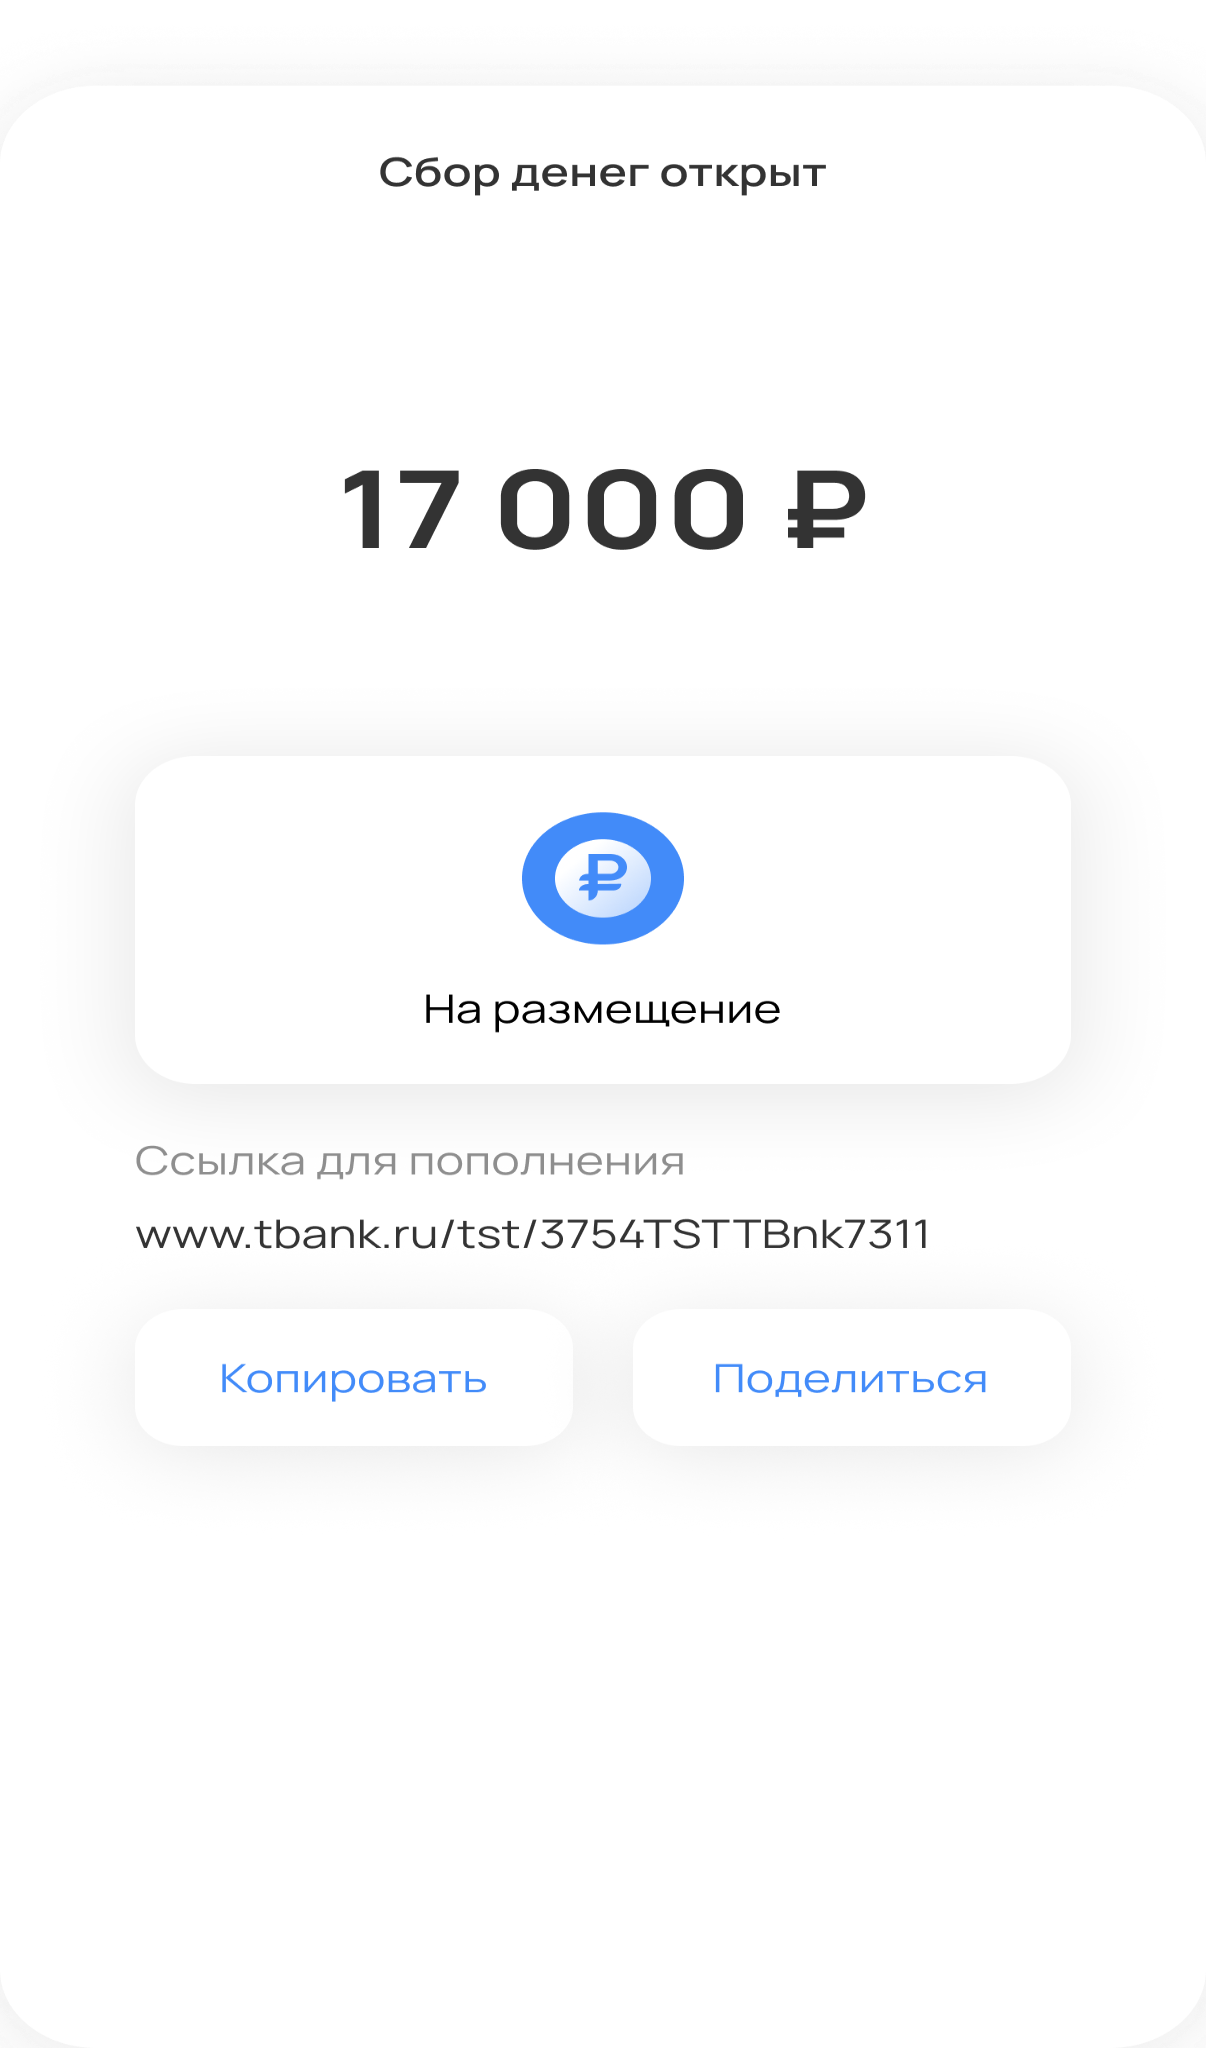 Сбор денег открыт
17 000 ₽
₽
На размещение
Ссылка для пополнения
www.tbank.ru/tst/3754TSTTBnk7311
Копировать
Поделиться